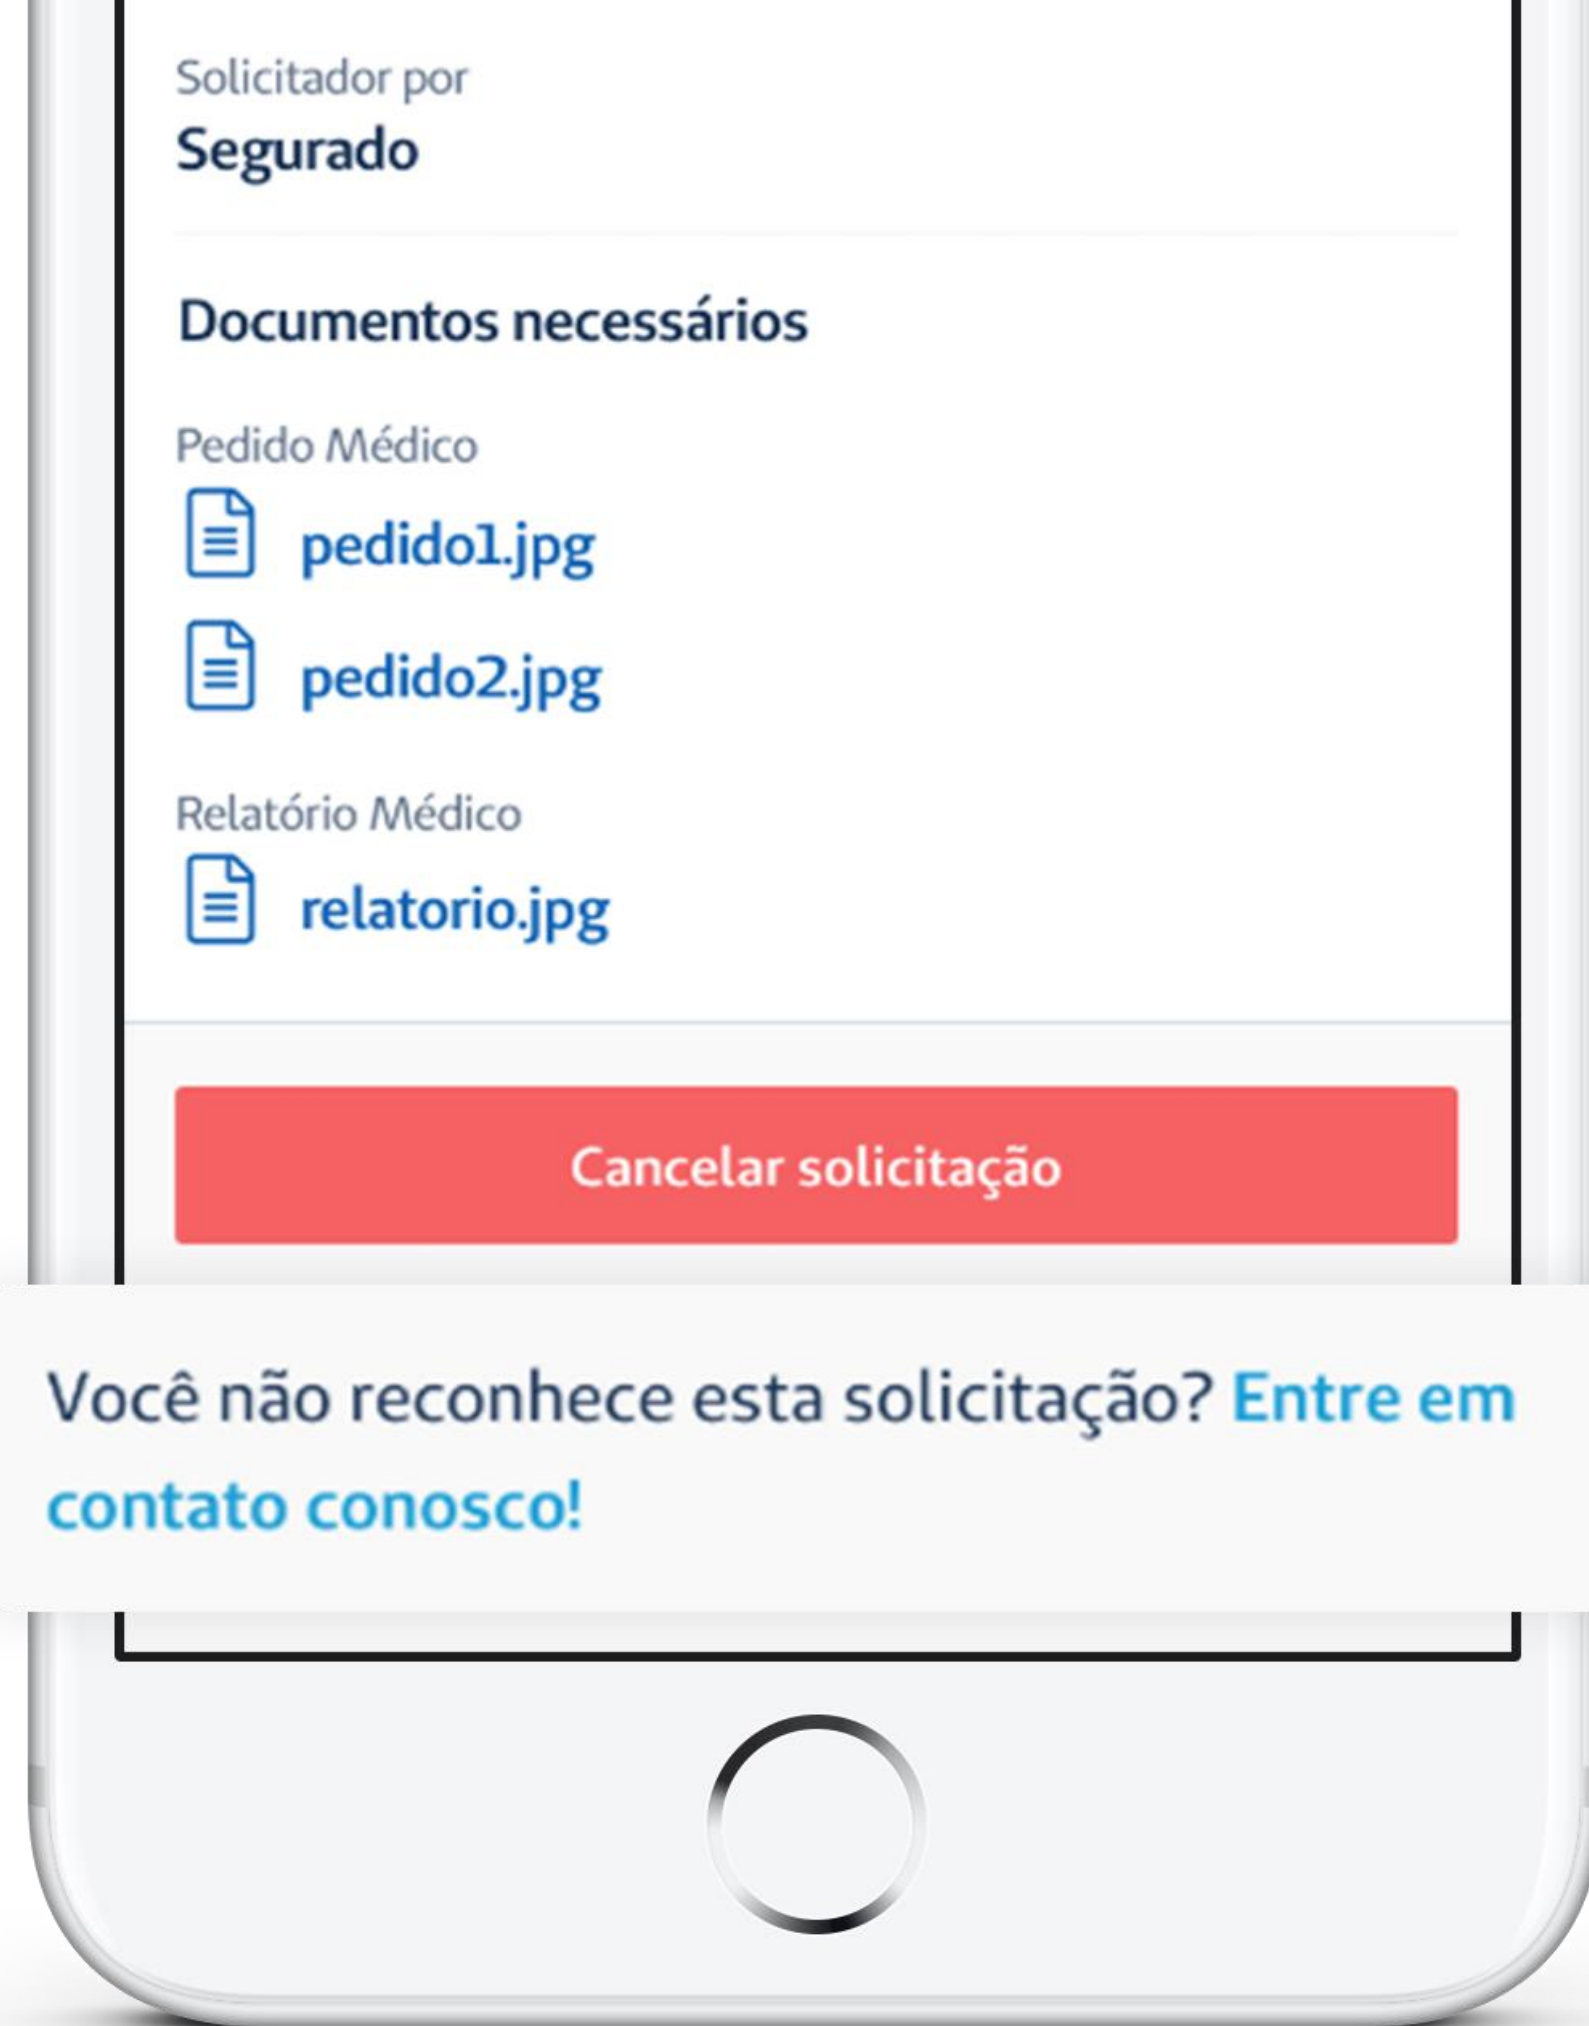 Solicitador por
Segurado
Documentos necessários
Pedido Médico
pedido1.jpg
pedido2.jpg
Relatório Médico
relatorio.jpg
Cancelar solicitação
Você não reconhece esta solicitação? Entre em
contato conosco!